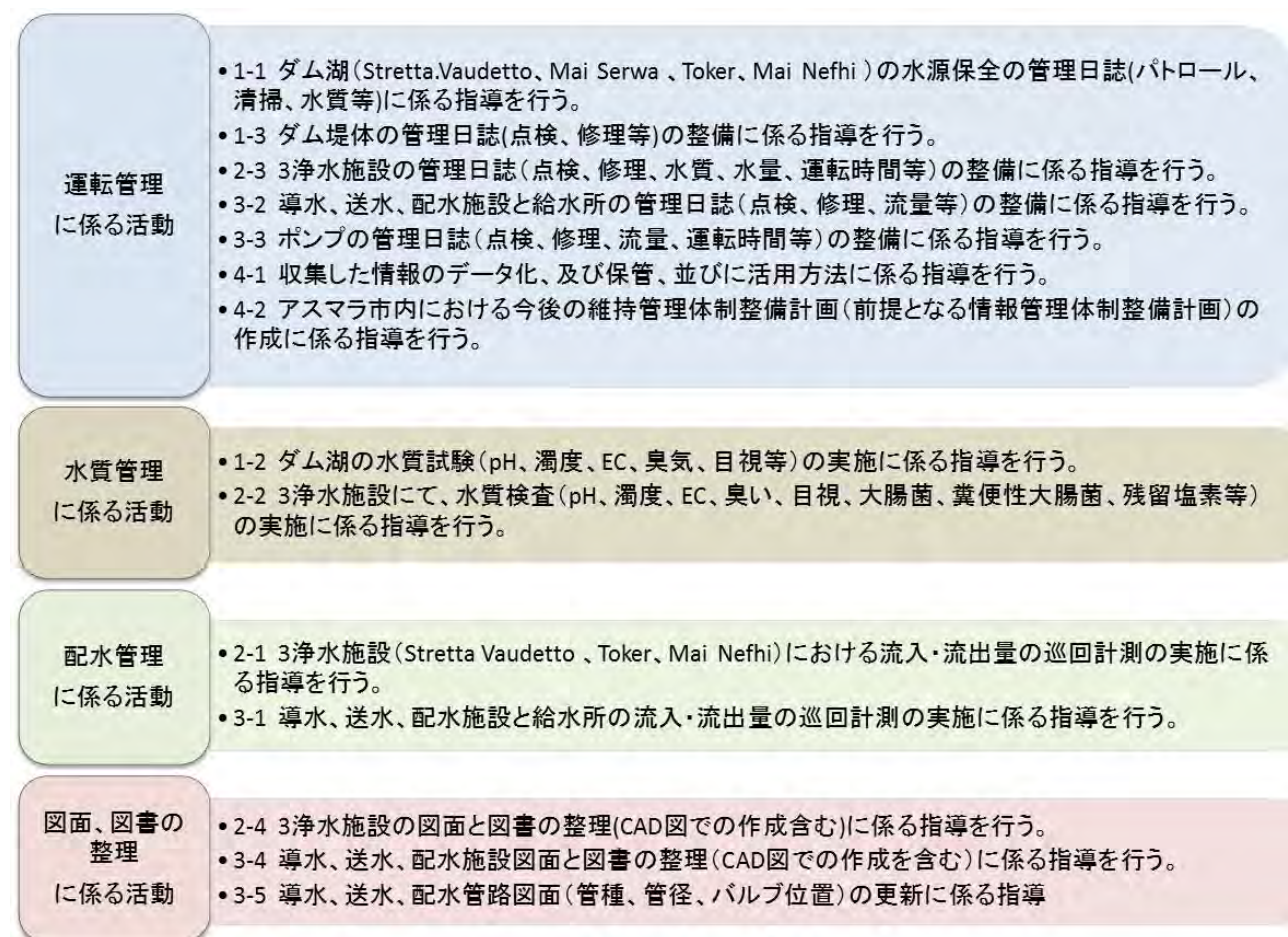 運転管理
に係る活動
• 1-1 ダム湖(Stretta.Vaudetto、Mai Serwa 、Toker、Mai Nefhi )の水源保全の管理日誌(パトロール、
清掃、水質等)に係る指導を行う。
• 1-3 ダム堤体の管理日誌(点検、修理等)の整備に係る指導を行う。
• 2-3 3浄水施設の管理日誌(点検、修理、水質、水量、運転時間等)の整備に係る指導を行う。
• 3-2 導水、送水、配水施設と給水所の管理日誌(点検、修理、流量等)の整備に係る指導を行う。
• 3-3 ポンプの管理日誌(点検、修理、流量、運転時間等)の整備に係る指導を行う。
• 4-1 収集した情報のデータ化、及び保管、並びに活用方法に係る指導を行う。
• 4-2 アスマラ市内における今後の維持管理体制整備計画(前提となる情報管理体制整備計画)の
作成に係る指導を行う。
水質管理
に係る活動
• 1-2 ダム湖の水質試験(pH、濁度、EC、臭気、目視等)の実施に係る指導を行う。
• 2-2 3浄水施設にて、水質検査(pH、濁度、EC、臭い、目視、大腸菌、糞便性大腸菌、残留塩素等)
の実施に係る指導を行う。
配水管理
に係る活動
• 2-1 3浄水施設(Stretta Vaudetto 、Toker、Mai Nefhi)における流入・流出量の巡回計測の実施に係
る指導を行う。
• 3-1 導水、送水、配水施設と給水所の流入・流出量の巡回計測の実施に係る指導を行う。
図面、図書の
整理
に係る活動
• 2-4 3浄水施設の図面と図書の整理(CAD図での作成含む)に係る指導を行う。
• 3-4 導水、送水、配水施設図面と図書の整理(CAD図での作成を含む)に係る指導を行う。
• 3-5 導水、送水、配水管路図面(管種、管径、バルブ位置)の更新に係る指導